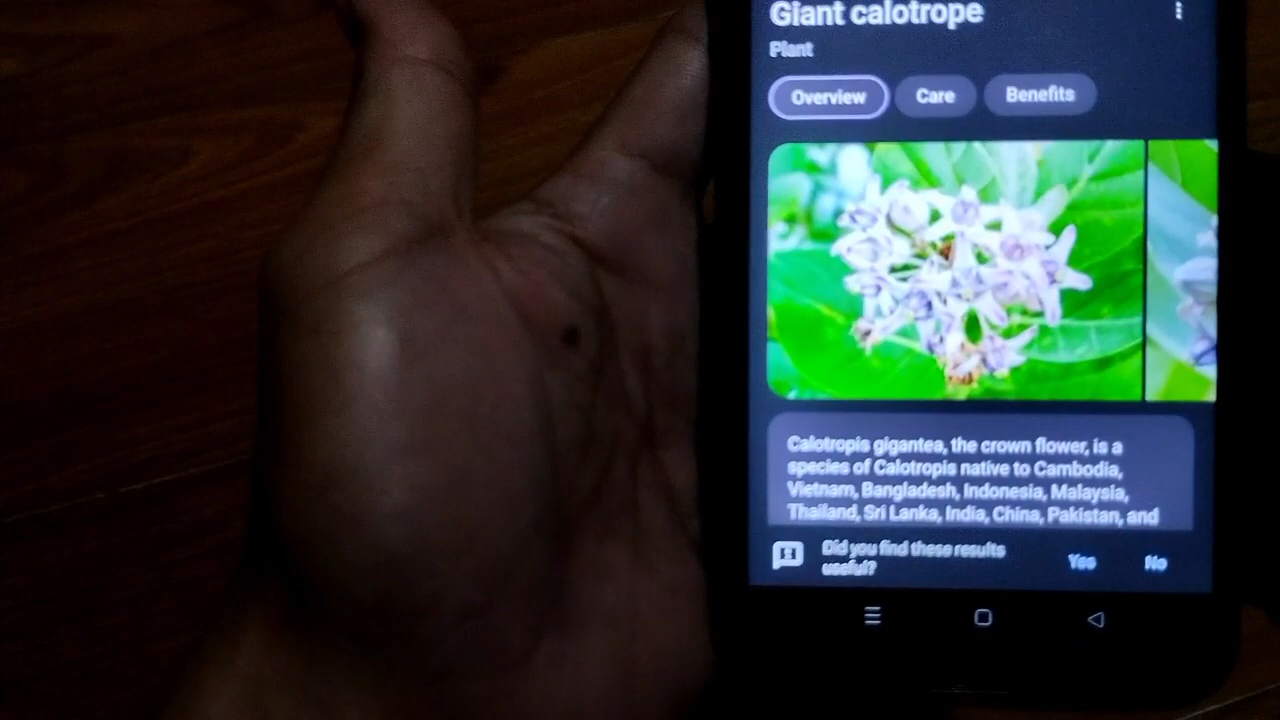 Giant calotrope
Plant
Overview
Care
Benefits
Calotropis gigantea, the crown flower, is a
species of Calotropis native to Cambodia,
Vietnam, Bangladesh, Indonesia, Malaysia,
Thailand, Sri Lanka, India, China, Pakistan, and
Did you find these results
useful?
Yes
No